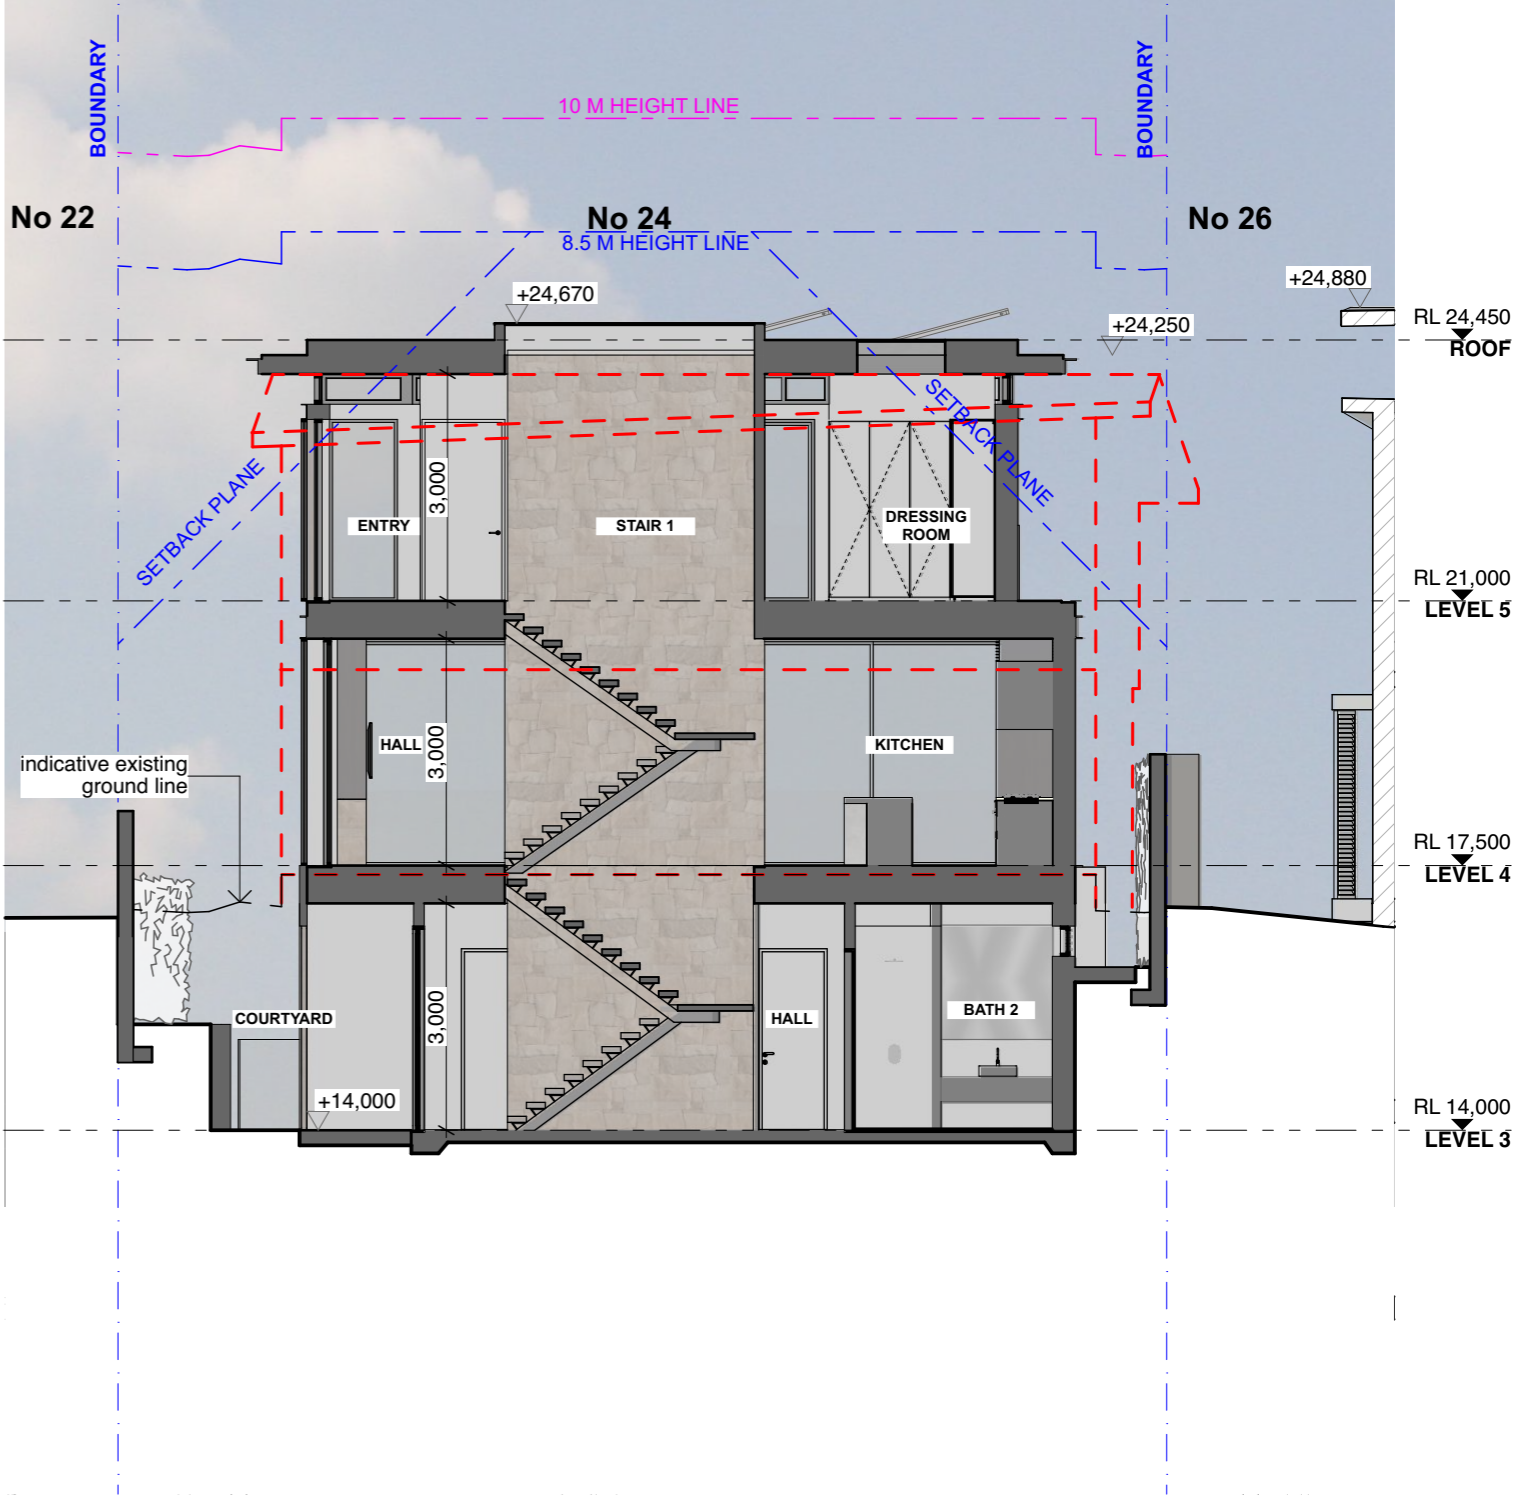 BOUNDARY
BOUNDARY
10 M HEIGHT LINE
No 22
No 24
No 26
8.5 M HEIGHT LINE
+24,670
+24,880
+24,250
RL 24,450
ROOF
SETBACK PLANE
SETBACK PLANE
3,000
ENTRY
STAIR 1
DRESSING
ROOM
RL 21,000
LEVEL 5
HALL
3,000
KITCHEN
indicative existing
ground line
RL 17,500
LEVEL 4
COURTYARD
3,000
HALL
BATH 2
+14,000
RL 14,000
LEVEL 3